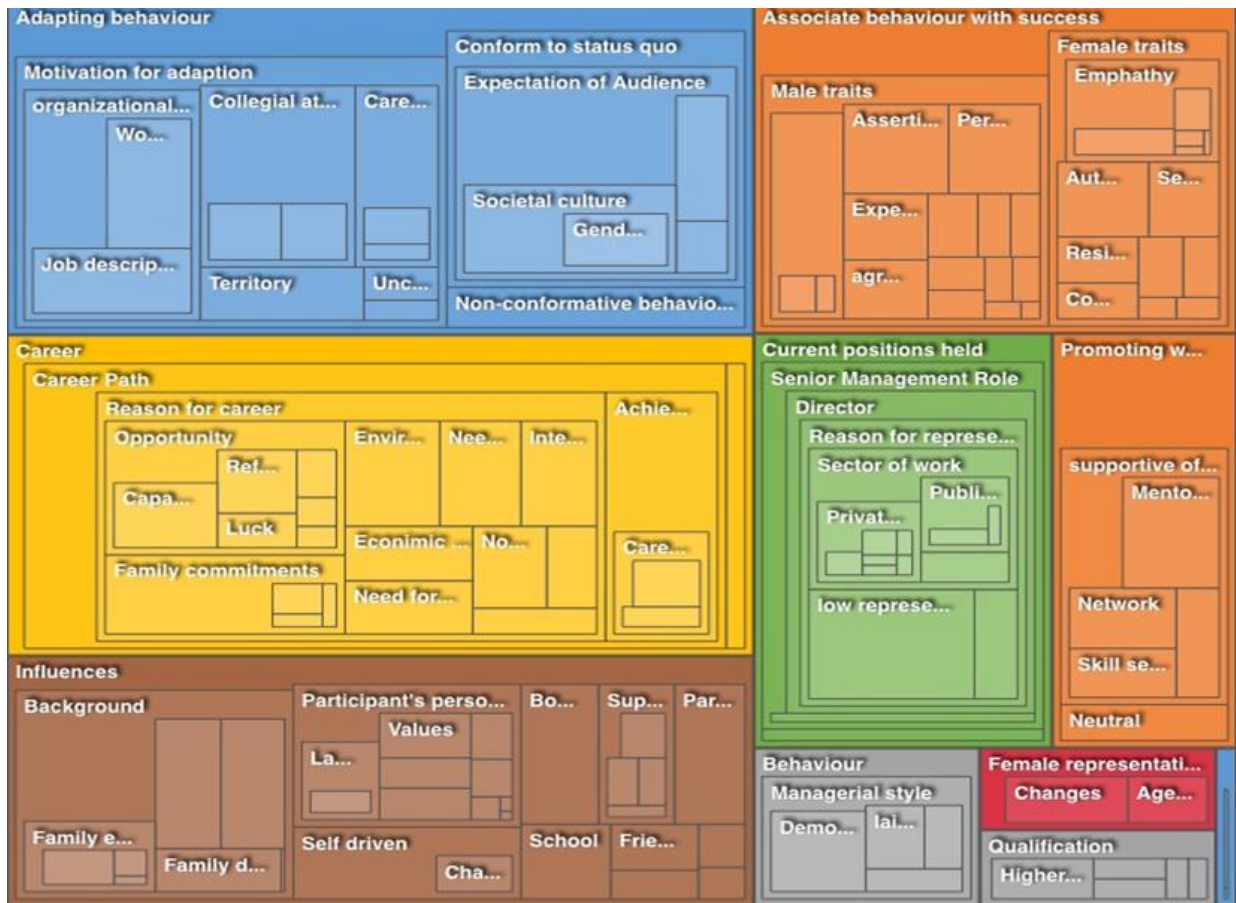 Adapting behaviour
Motivation for adaption
organizational...
Wo...
Job descrip...
Collegial at...
Care...
Territory
Unc...
Conform to status quo
Expectation of Audience
Societal culture
Gend...
Non-conformative behavio...
Associate behaviour with success
Male traits
Asserti...
Per...
Expe...
agr...
Female traits
Emphathy
Aut...
Se...
Resi...
Co...
Career
Career Path
Reason for career
Opportunity
Ref...
Capa...
Luck
Family commitments
Envir...
Nee...
Inte...
Econimic ...
No...
Need for...
Achie...
Care...
Current positions held
Senior Management Role
Director
Reason for represe...
Sector of work
Publi...
Privat...
low represe...
Promoting w...
supportive of...
Mento...
Network
Skill se...
Neutral
Influences
Background
Family e...
Family d...
Participant's perso...
Values
La...
Self driven
Cha...
Bo...
Sup...
Par...
School
Frie...
Behaviour
Managerial style
Demo...
lai...
Female representati...
Changes
Age...
Qualification
Higher...